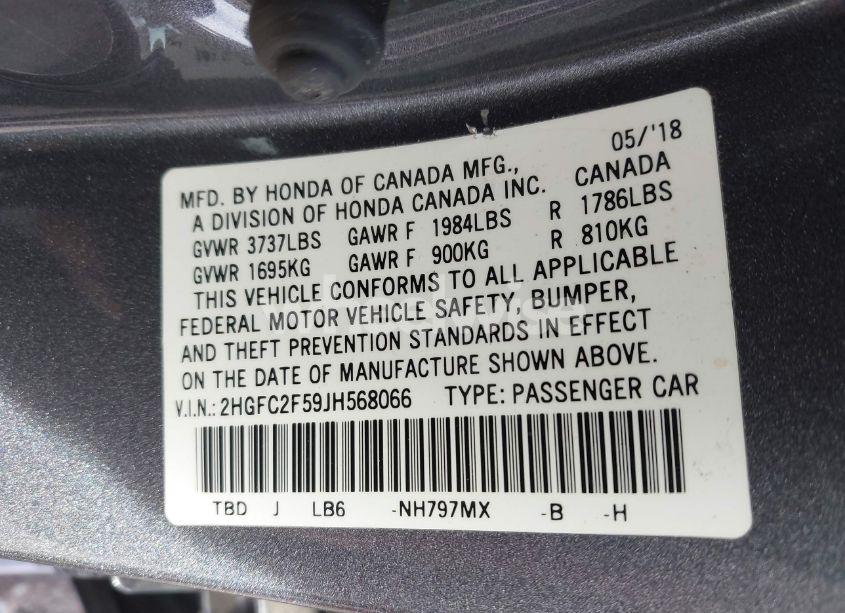 05/'18
MFD. BY HONDA OF CANADA MFG., CANADA
A DIVISION OF HONDA CANADA INC.
GVWR 3737LBS GAWR F 1984LBS R 1786LBS
GVWR 1695KG GAWR F 900KG R 810KG
THIS VEHICLE CONFORMS TO ALL APPLICABLE
FEDERAL MOTOR VEHICLE SAFETY, BUMPER,
AND THEFT PREVENTION STANDARDS IN EFFECT
ON THE DATE OF MANUFACTURE SHOWN ABOVE.
V.I.N.: 2HGFC2F59JH568066 TYPE: PASSENGER CAR
TBD J LB6 -NH797MX -B -H